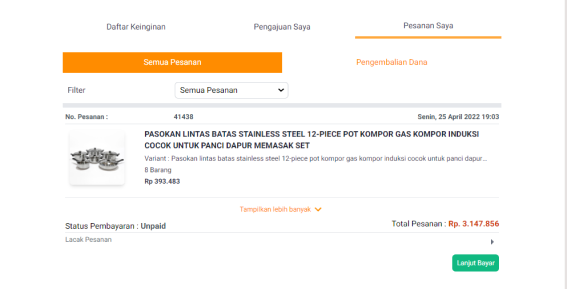 Daftar Keinginan Pengajuan Saya Pesanan Saya
Semua Pesanan Pengembalian Dana
Filter Semua Pesanan
No. Pesanan : 41438 Senin, 25 April 2022 19:03
PASOKAN LINTAS BATAS STAINLESS STEEL 12-PIECE POT KOMPOR GAS KOMPOR INDUKSI
COCOK UNTUK PANCI DAPUR MEMASAK SET
Variant : Pasokan lintas batas stainless steel 12-piece pot kompor gas kompor induksi cocok untuk panci dapur...
8 Barang
Rp 393.483
Tampilkan lebih banyak
Status Pembayaran : Unpaid Total Pesanan : Rp. 3.147.856
Lacak Pesanan
Lanjut Bayar